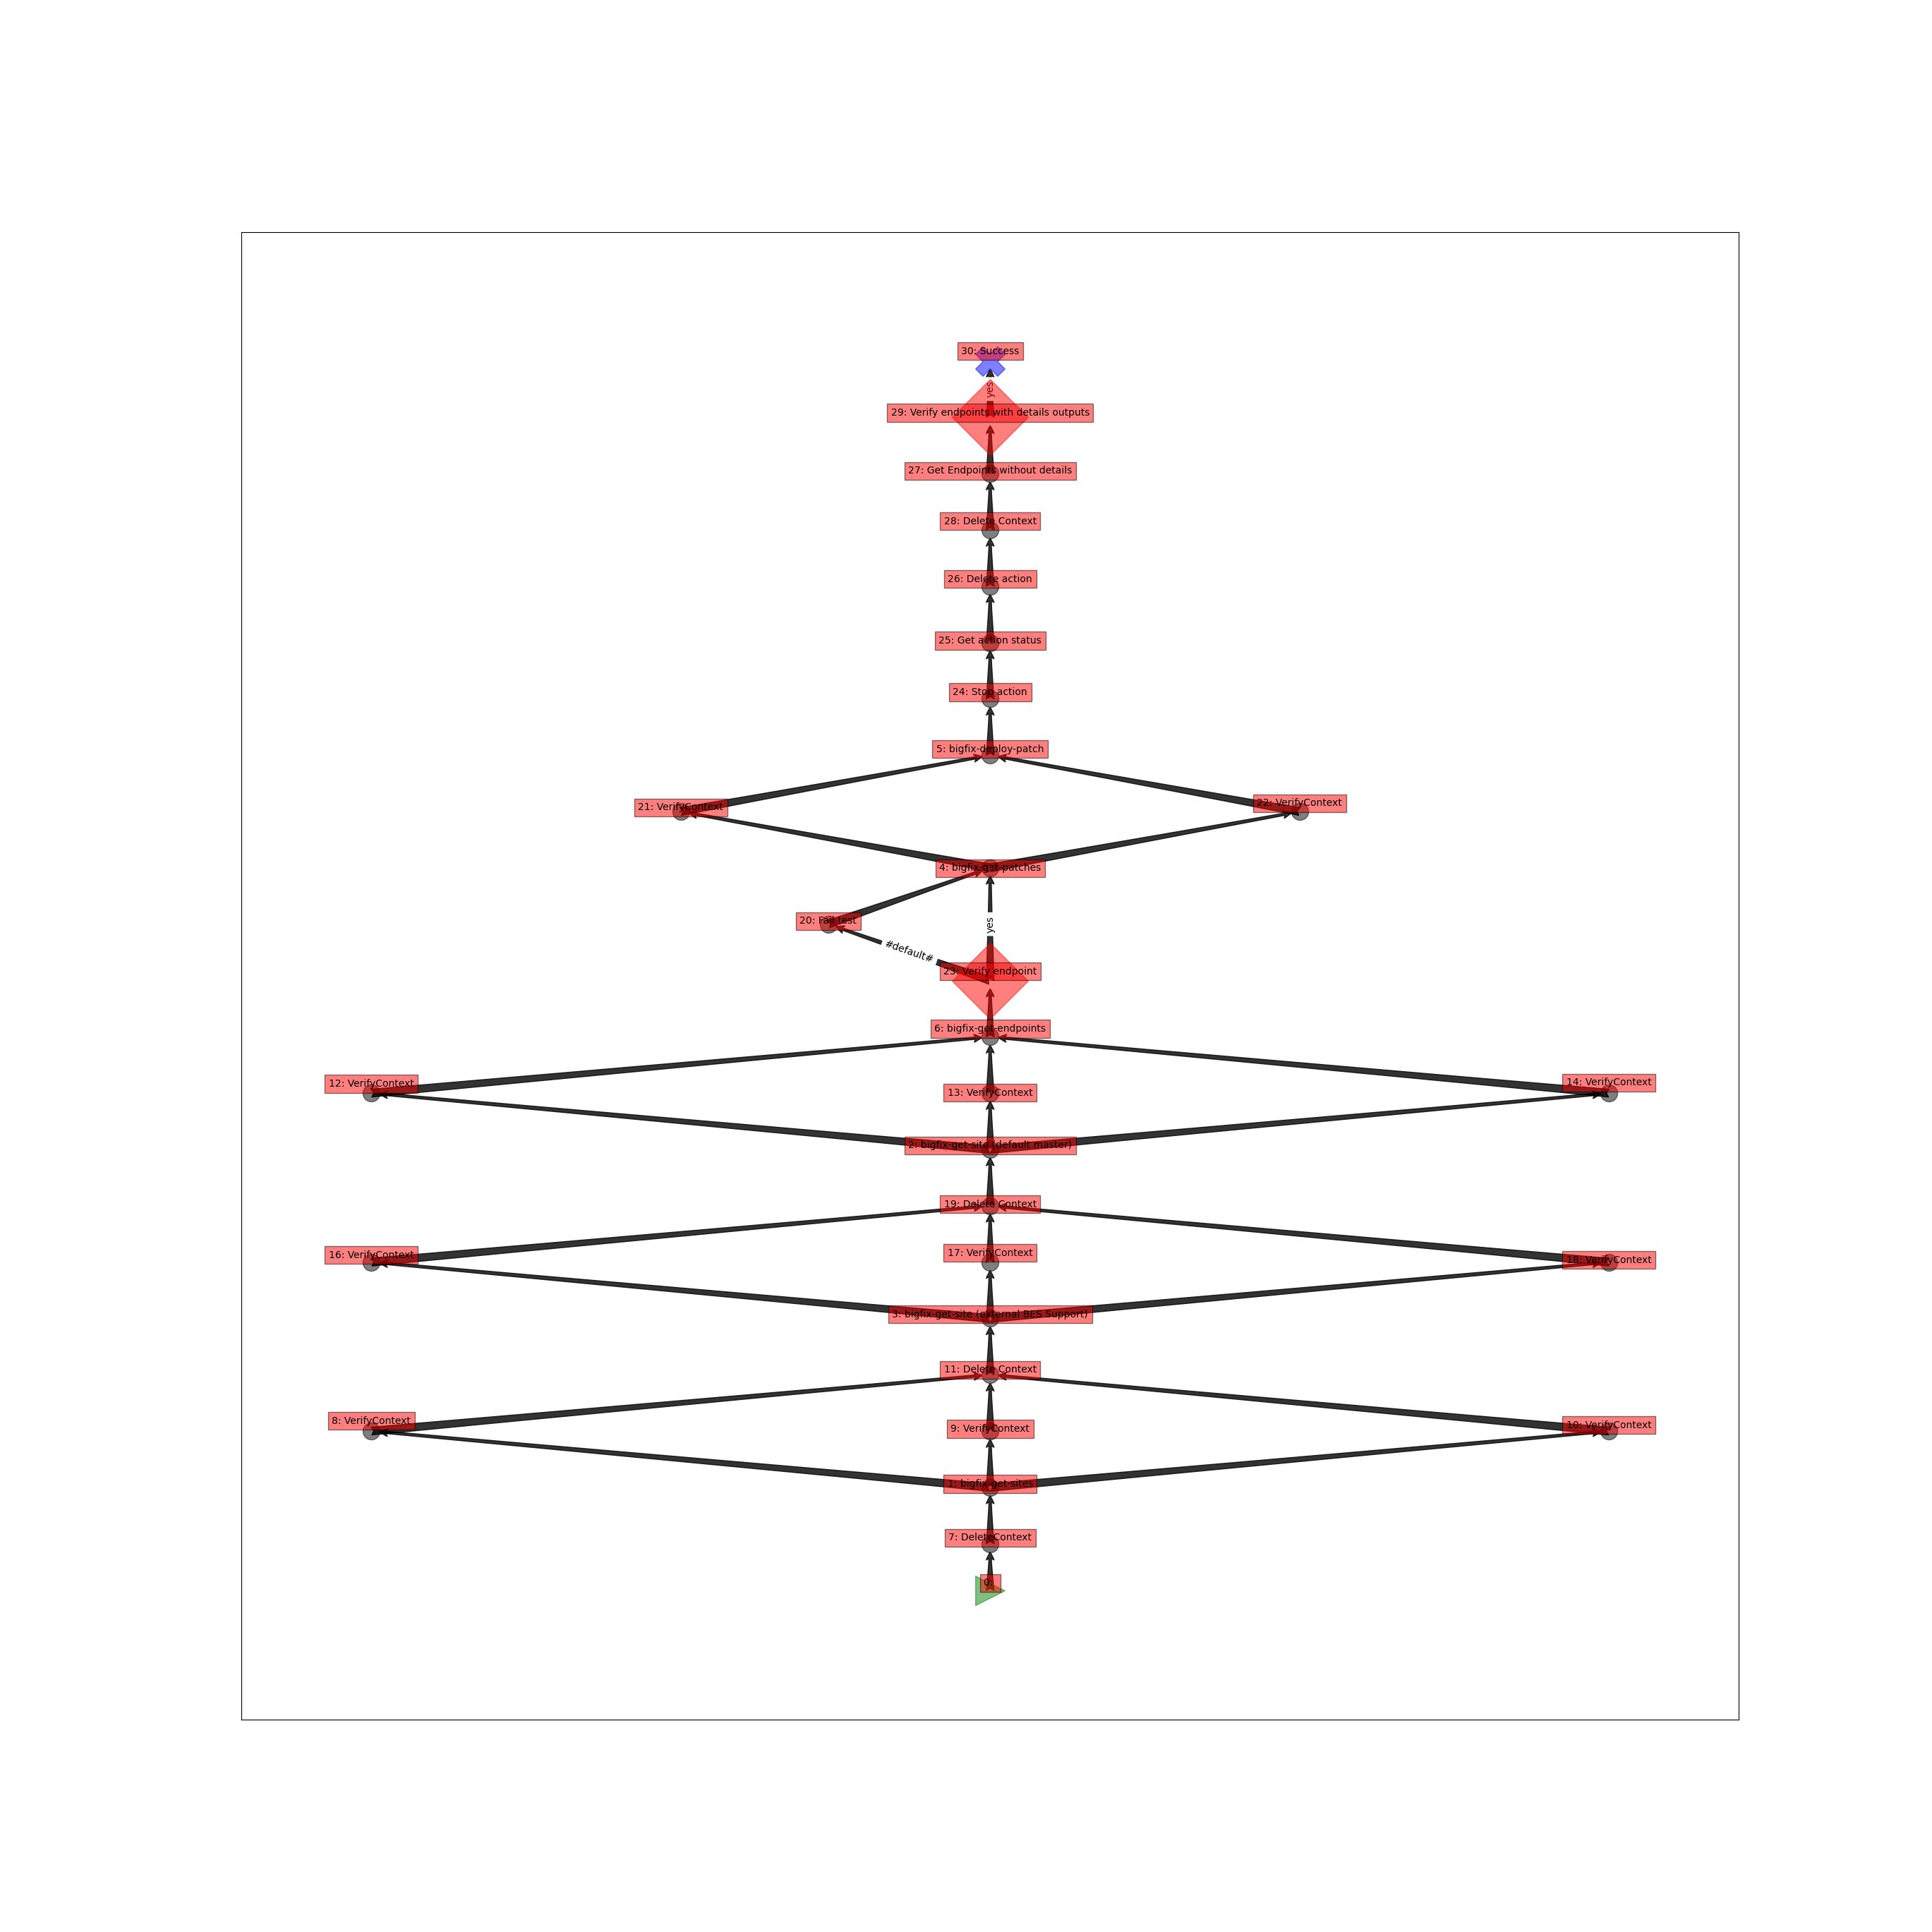 30: Success
yes
29: Verify endpoints with details outputs
27: Get Endpoints without details
28: Delete Context
26: Delete action
25: Get action status
24: Stop action
5: bigfix-deploy-patch
21: VerifyContext
22: VerifyContext
4: bigfix-get-patches
20: Fail test
yes
#default#
23: Verify endpoint
6: bigfix-get-endpoints
12: VerifyContext
13: VerifyContext
14: VerifyContext
2: bigfix-get-site (default master)
19: Delete Context
16: VerifyContext
17: VerifyContext
18: VerifyContext
3: bigfix-get-site (external BES Support)
11: Delete Context
8: VerifyContext
9: VerifyContext
10: VerifyContext
1: bigfix-get-sites
7: DeleteContext
0: